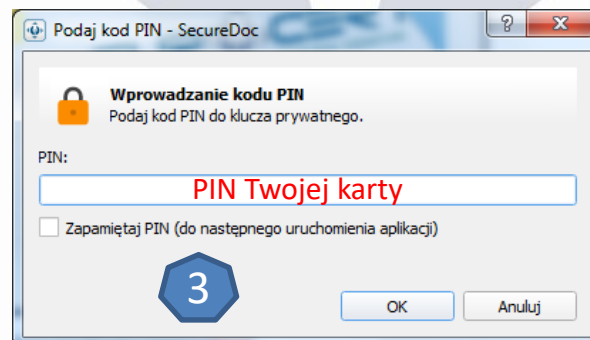 Podaj kod PIN - SecureDoc
Wprowadzanie kodu PIN
Podaj kod PIN do klucza prywatnego.
PIN:
PIN Twojej karty
Zapamiętaj PIN (do następnego uruchomienia aplikacji)
3
OK Anuluj